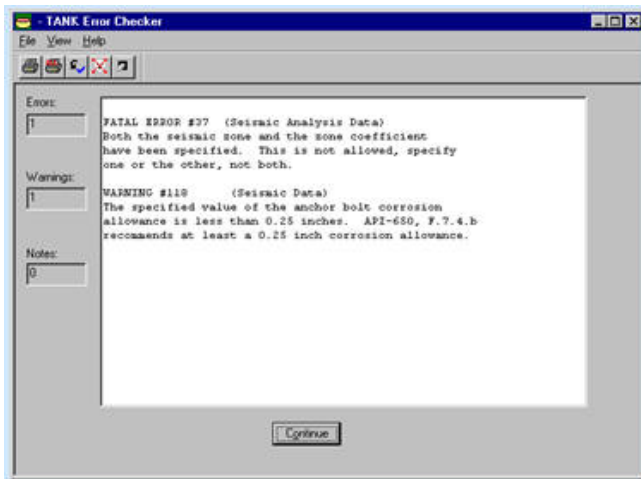 - TANK Error Checker
File View Help
Errors:
1
FATAL ERROR #37 (Seismic Analysis Data)
Both the seismic zone and the zone coefficient
have been specified. This is not allowed, specify
one or the other, not both.
Warnings:
1
WARNING #118 (Seismic Data)
The specified value of the anchor bolt corrosion
allowance is less than 0.25 inches. API-650, F.7.4.b
recommends at least a 0.25 inch corrosion allowance.
Notes:
0
Continue